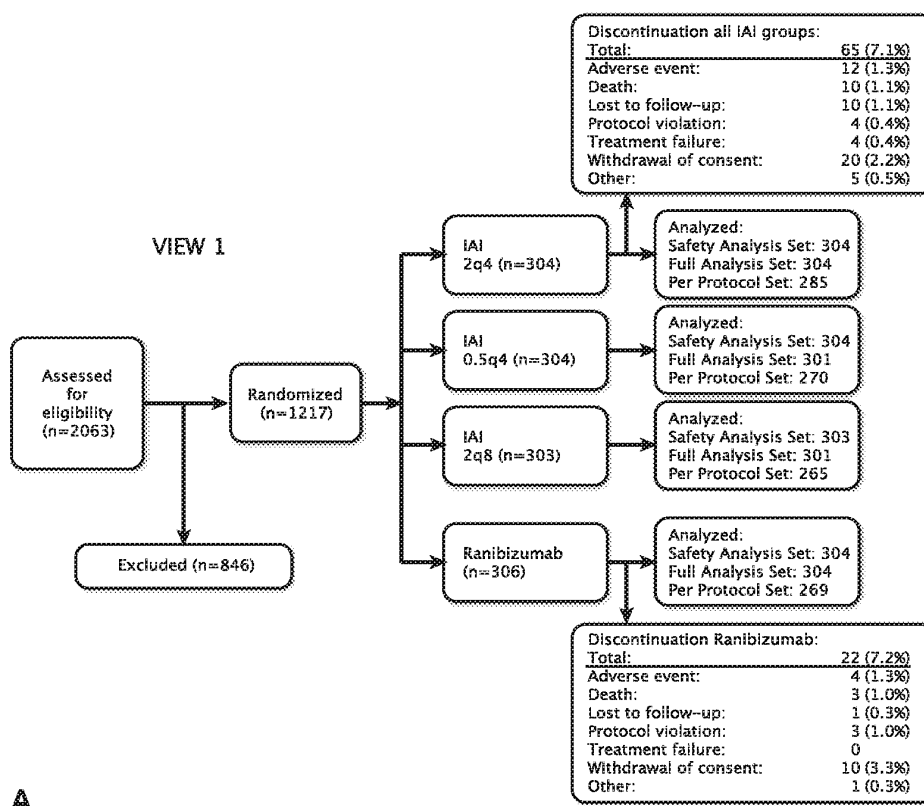 Discontinuation all IAI groups:
Total: 65 (7.1%)
Adverse event: 12 (1.3%)
Death: 10 (1.1%)
Lost to follow--up: 10 (1.1%)
Protocol violation: 4 (0.4%)
Treatment failure: 4 (0.4%)
Withdrawal of consent: 20 (2.2%)
Other: 5 (0.5%)
VIEW 1
IAI
2q4 (n=304)
Analyzed:
Safety Analysis Set: 304
Full Analysis Set: 304
Per Protocol Set: 285
Assessed
for
eligibility
(n=2063)
Randomized
(n=1217)
IAI
0.5q4 (n=304)
Analyzed:
Safety Analysis Set: 304
Full Analysis Set: 301
Per Protocol Set: 270
IAI
2q8 (n=303)
Analyzed:
Safety Analysis Set: 303
Full Analysis Set: 301
Per Protocol Set: 265
Excluded (n=846)
Ranibizumab
(n=306)
Analyzed:
Safety Analysis Set: 304
Full Analysis Set: 304
Per Protocol Set: 269
Discontinuation Ranibizumab:
Total: 22 (7.2%)
Adverse event: 4 (1.3%)
Death: 3 (1.0%)
Lost to follow--up: 1 (0.3%)
Protocol violation: 3 (1.0%)
Treatment failure: 0
Withdrawal of consent: 10 (3.3%)
Other: 1 (0.3%)
A